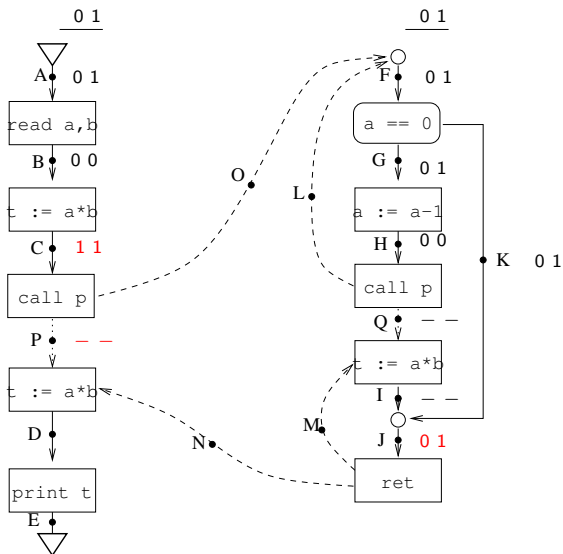 0 1
A 0 1
read a,b
B 0 0
t := a*b
C 1 1
call p
P – –
t := a*b
D
print t
E
O
L
N
M
0 1
F 0 1
a == 0
G 0 1
a := a-1
H 0 0
call p
Q – –
t := a*b
I – –
J 0 1
ret
K 0 1